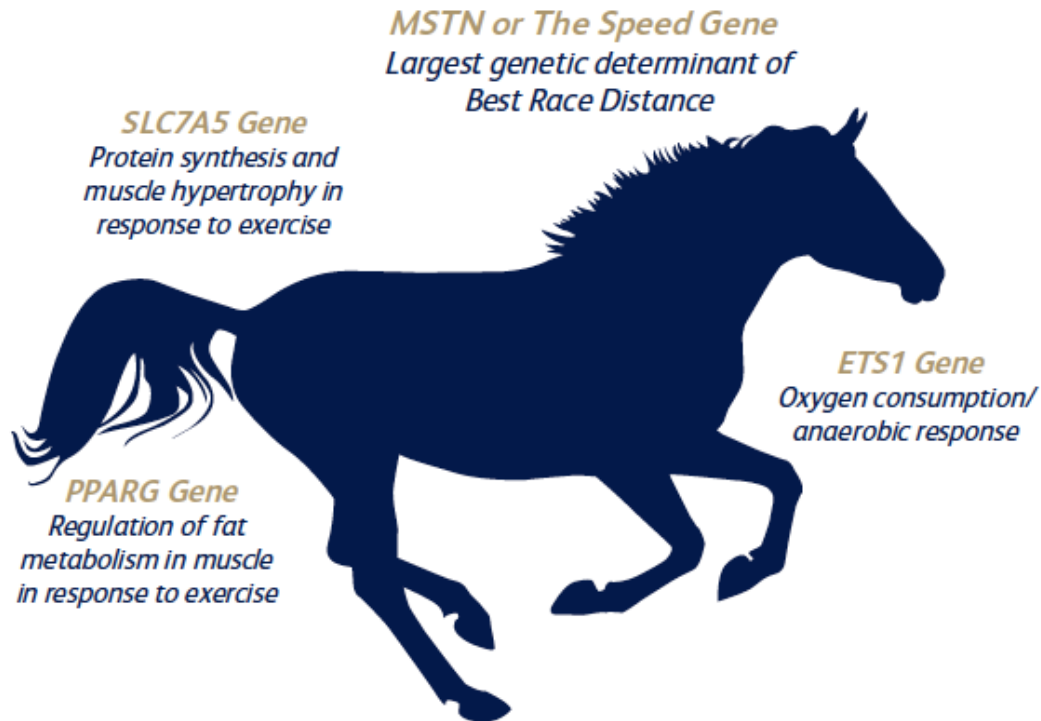 MSTN or The Speed Gene
Largest genetic determinant of
Best Race Distance
SLC7A5 Gene
Protein synthesis and
muscle hypertrophy in
response to exercise
ETS1 Gene
Oxygen consumption/
anaerobic response
PPARG Gene
Regulation of fat
metabolism in muscle
in response to exercise